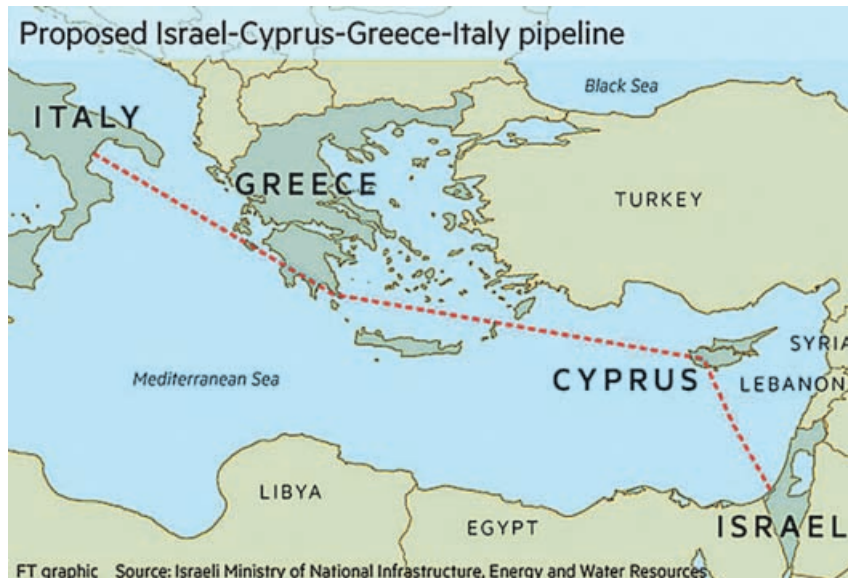 Proposed Israel-Cyprus-Greece-Italy pipeline
Black Sea
ITALY
GREECE
TURKEY
SYRIA
Mediterranean Sea
CYPRUS
LEBANON
LIBYA
EGYPT
ISRAEL
FT graphic Source: Israeli Ministry of National Infrastructure, Energy and Water Resources